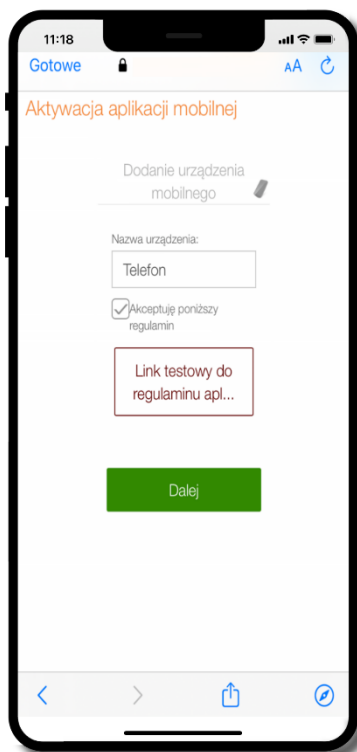 11:18
Gotowe
AA
Aktywacja aplikacji mobilnej
Dodanie urządzenia
mobilnego
Nazwa urządzenia:
Telefon
Akceptuję poniższy
regulamin
Link testowy do
regulaminu apl...
Dalej